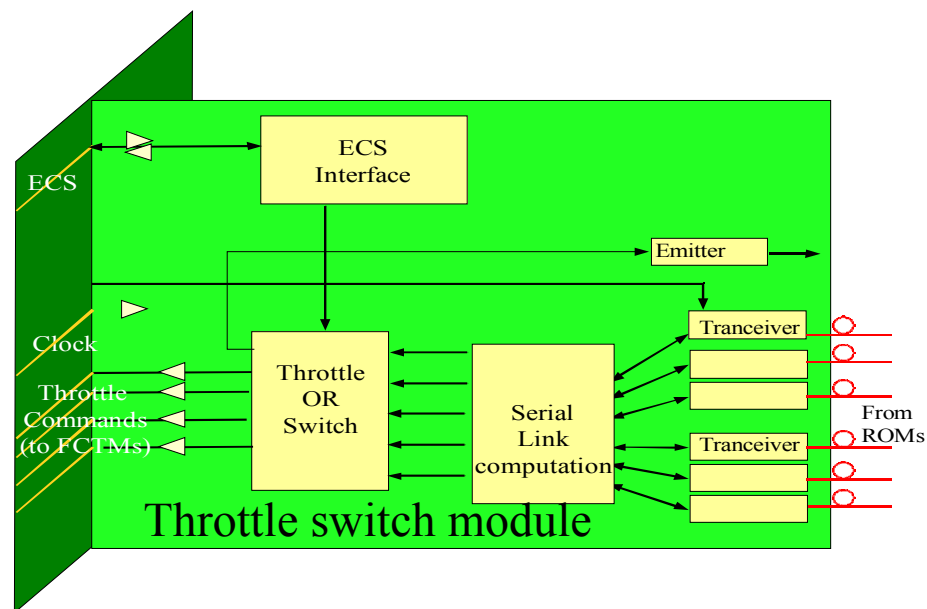 ECS
Interface
ECS
Emitter
Tranceiver
Clock
Throttle
OR
Switch
Throttle
Commands
(to FCTMs)
Serial
Link
computation
From
ROMs
Tranceiver
Throttle switch module